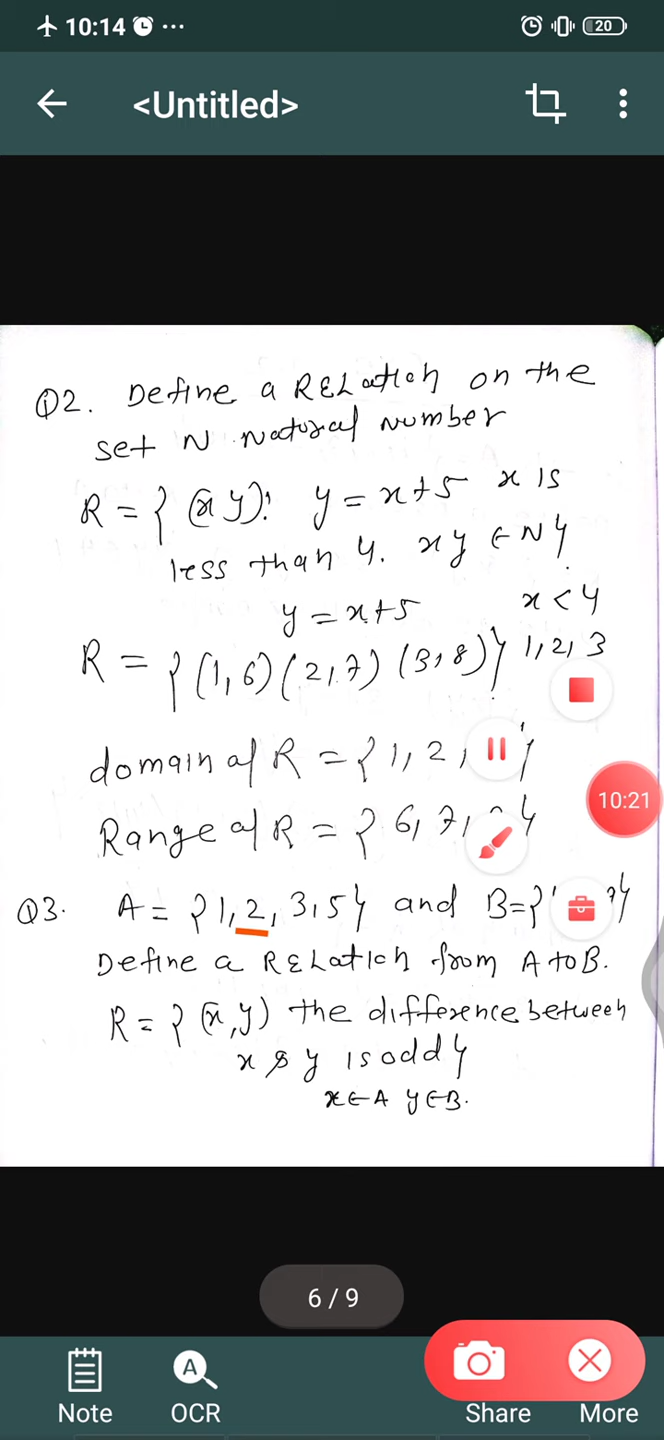 10:14
20
<Untitled>
Q2. Define a RELation on the
set N Natural Number
R = { (x y): y = x+5 x is
less than 4. x y ∈ N}
y = x+5 x < 4
R = {(1,6)(2,7)(3,8)} 1,2,3
domain of R = {1, 2, }
Range of R = {6, 7, }
10:21
Q3. A = {1, 2, 3, 5} and B={ }
Define a RELation from A to B.
R = {(x,y) the difference between
x & y is odd}
x∈A y∈B.
6 / 9
A
Note
OCR
Share
More